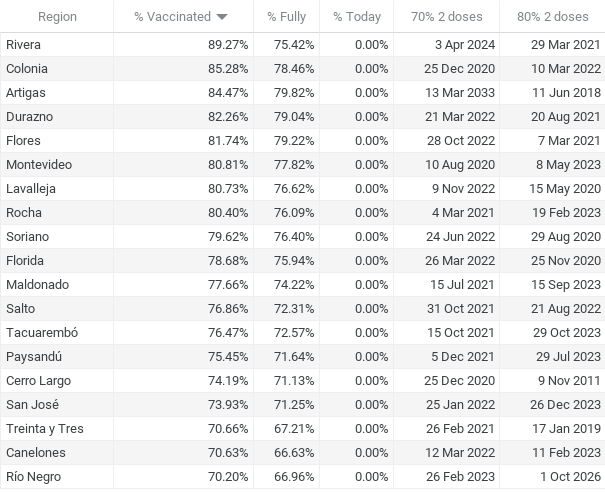 Region % Vaccinated % Fully % Today 70% 2 doses 80% 2 doses
Rivera 89.27% 75.42% 0.00% 3 Apr 2024 29 Mar 2021
Colonia 85.28% 78.46% 0.00% 25 Dec 2020 10 Mar 2022
Artigas 84.47% 79.82% 0.00% 13 Mar 2033 11 Jun 2018
Durazno 82.26% 79.04% 0.00% 21 Mar 2022 20 Aug 2021
Flores 81.74% 79.22% 0.00% 28 Oct 2022 7 Mar 2021
Montevideo 80.81% 77.82% 0.00% 10 Aug 2020 8 May 2023
Lavalleja 80.73% 76.62% 0.00% 9 Nov 2022 15 May 2020
Rocha 80.40% 76.09% 0.00% 4 Mar 2021 19 Feb 2023
Soriano 79.62% 76.40% 0.00% 24 Jun 2022 29 Aug 2020
Florida 78.68% 75.94% 0.00% 26 Mar 2022 25 Nov 2020
Maldonado 77.66% 74.22% 0.00% 15 Jul 2021 15 Sep 2023
Salto 76.86% 72.31% 0.00% 31 Oct 2021 21 Aug 2022
Tacuarembó 76.47% 72.57% 0.00% 15 Oct 2021 29 Oct 2023
Paysandú 75.45% 71.64% 0.00% 5 Dec 2021 29 Jul 2023
Cerro Largo 74.19% 71.13% 0.00% 25 Dec 2020 9 Nov 2011
San José 73.93% 71.25% 0.00% 25 Jan 2022 26 Dec 2023
Treinta y Tres 70.66% 67.21% 0.00% 26 Feb 2021 17 Jan 2019
Canelones 70.63% 66.63% 0.00% 12 Mar 2022 11 Feb 2023
Río Negro 70.20% 66.96% 0.00% 26 Feb 2023 1 Oct 2026